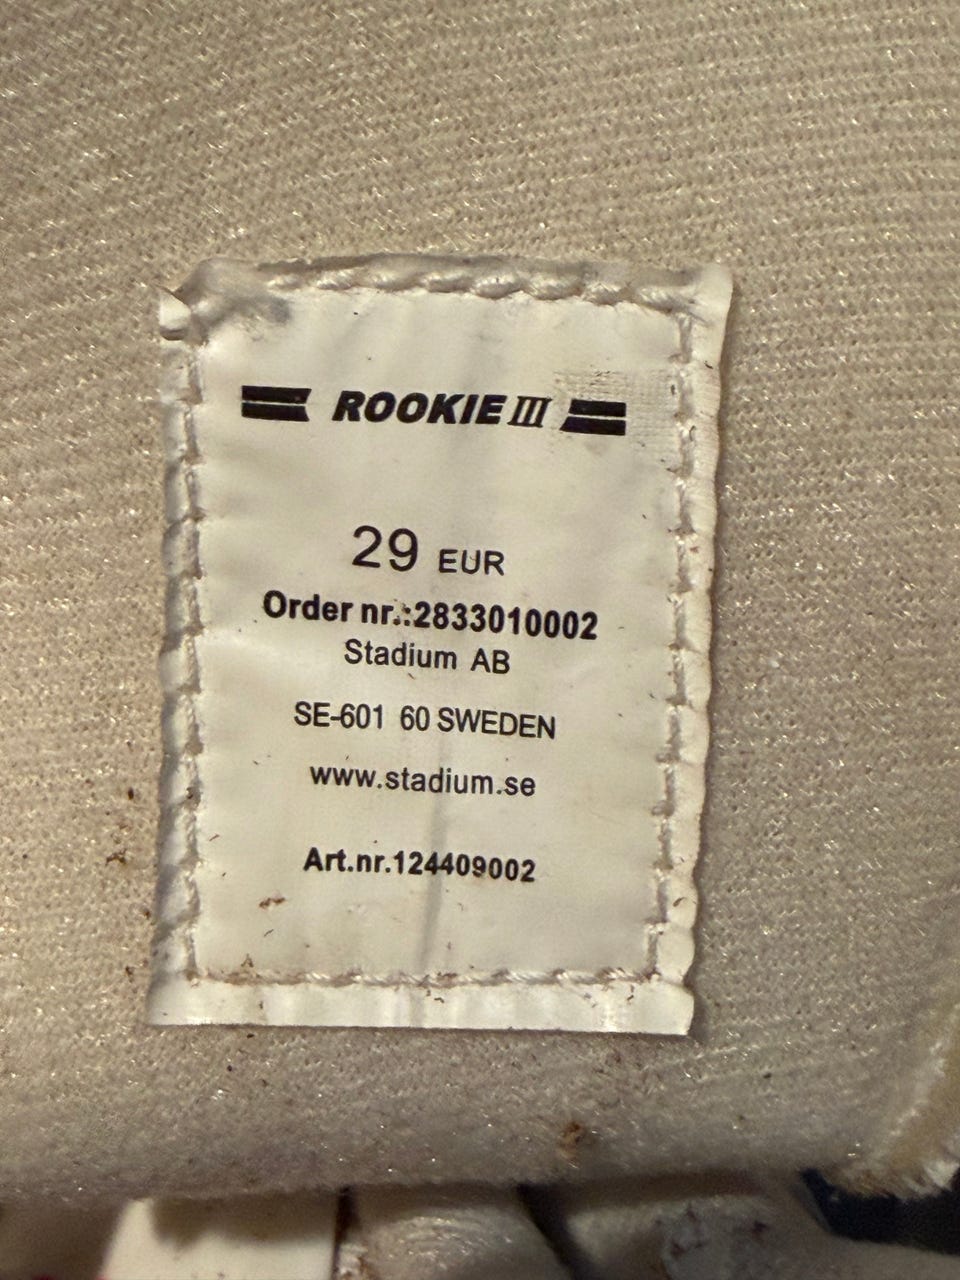 ROOKIE III
29 EUR
Order nr.:2833010002
Stadium AB
SE-601 60 SWEDEN
www.stadium.se
Art.nr.124409002